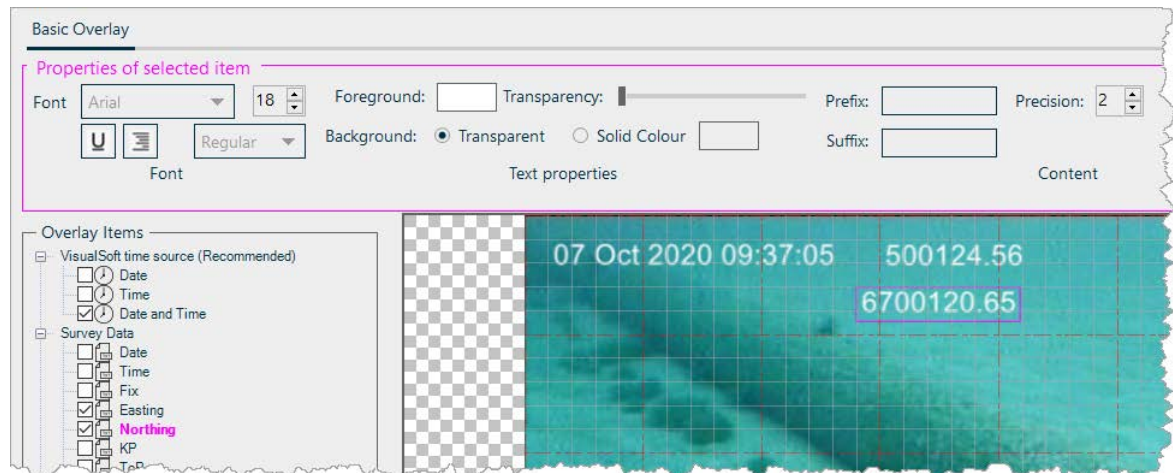 Basic Overlay
Properties of selected item
Font Arial 18 Foreground: Transparency: Prefix: Precision: 2
U Regular Background: Transparent Solid Colour Suffix:
Font Text properties Content
Overlay Items
VisualSoft time source (Recommended)
Date
Time
Date and Time
Survey Data
Date
Time
Fix
Easting
Northing
KP
07 Oct 2020 09:37:05 500124.56
6700120.65